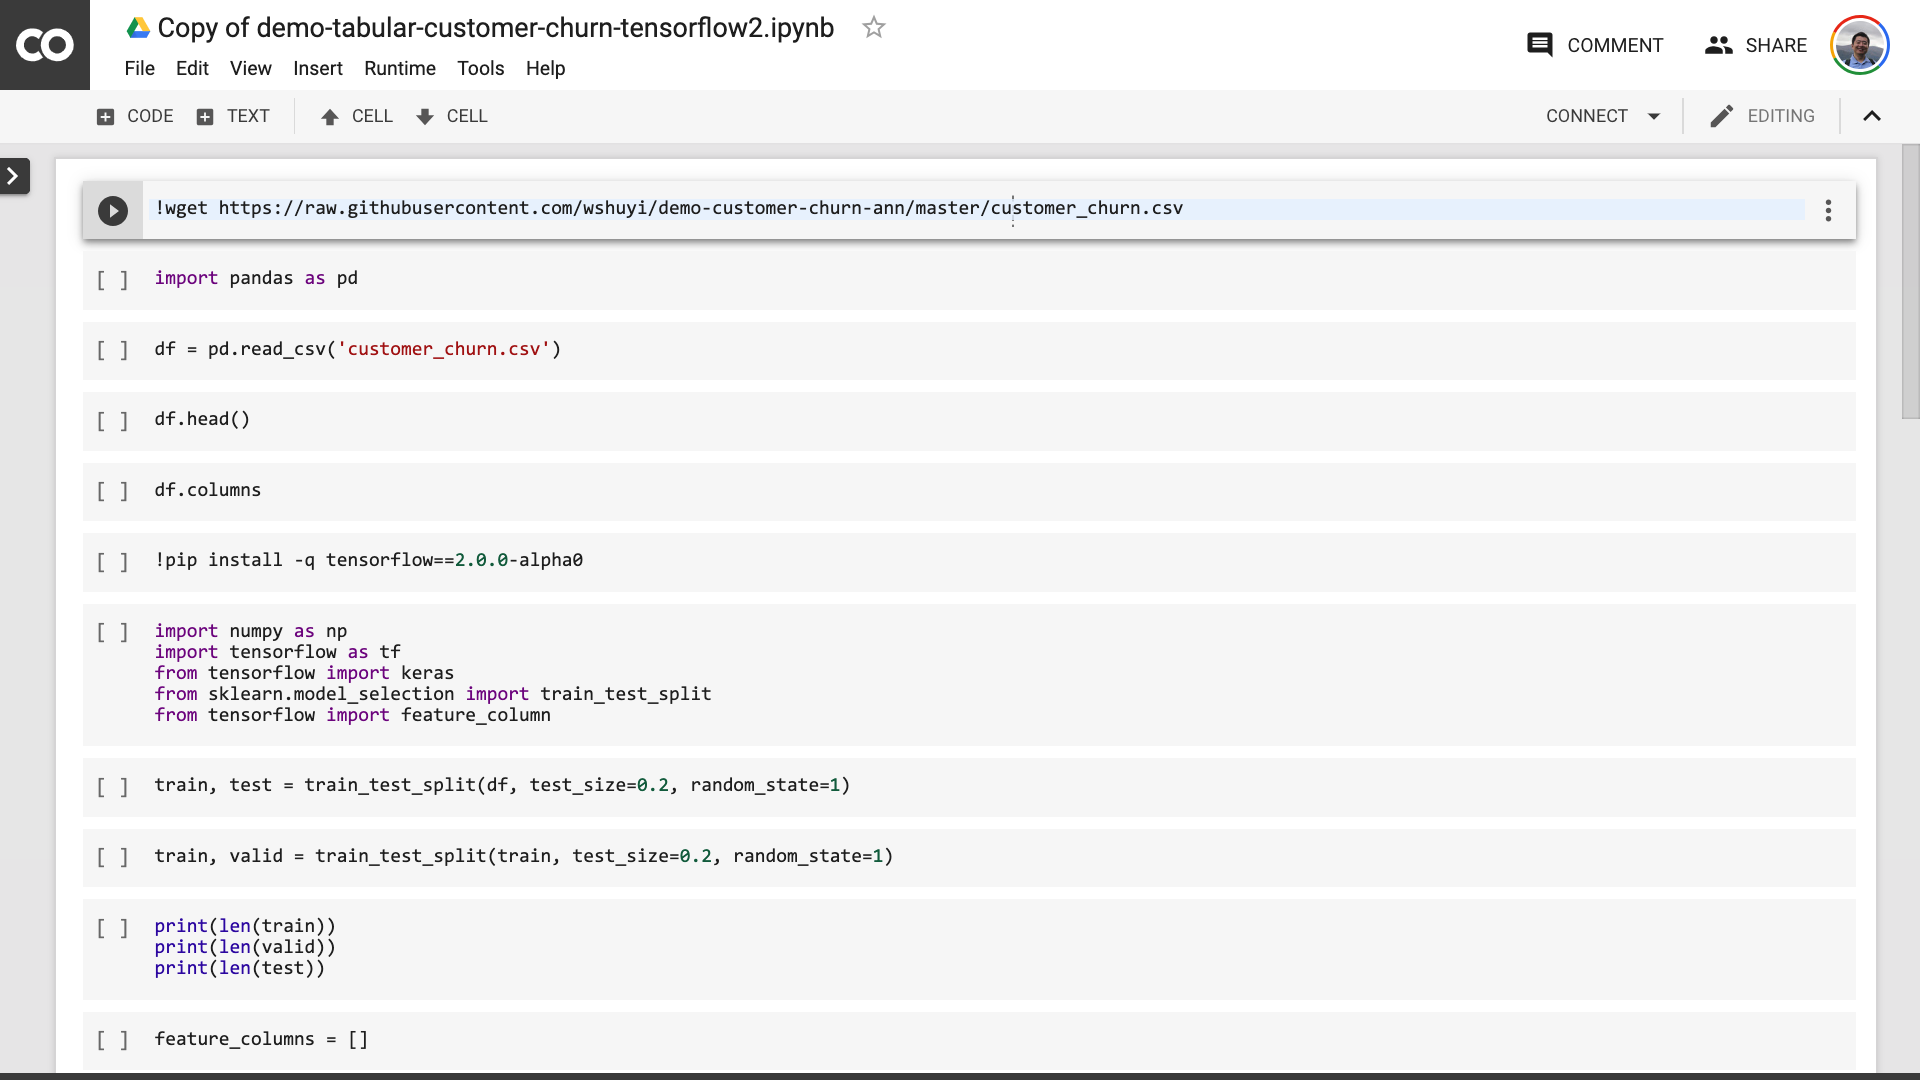 CO
Copy of demo-tabular-customer-churn-tensorflow2.ipynb
File Edit View Insert Runtime Tools Help
COMMENT SHARE
CODE TEXT CELL CELL
CONNECT EDITING
!wget https://raw.githubusercontent.com/wshuyi/demo-customer-churn-ann/master/customer_churn.csv
[ ] import pandas as pd
[ ] df = pd.read_csv('customer_churn.csv')
[ ] df.head()
[ ] df.columns
[ ] !pip install -q tensorflow==2.0.0-alpha0
[ ] import numpy as np
import tensorflow as tf
from tensorflow import keras
from sklearn.model_selection import train_test_split
from tensorflow import feature_column
[ ] train, test = train_test_split(df, test_size=0.2, random_state=1)
[ ] train, valid = train_test_split(train, test_size=0.2, random_state=1)
[ ] print(len(train))
print(len(valid))
print(len(test))
[ ] feature_columns = []